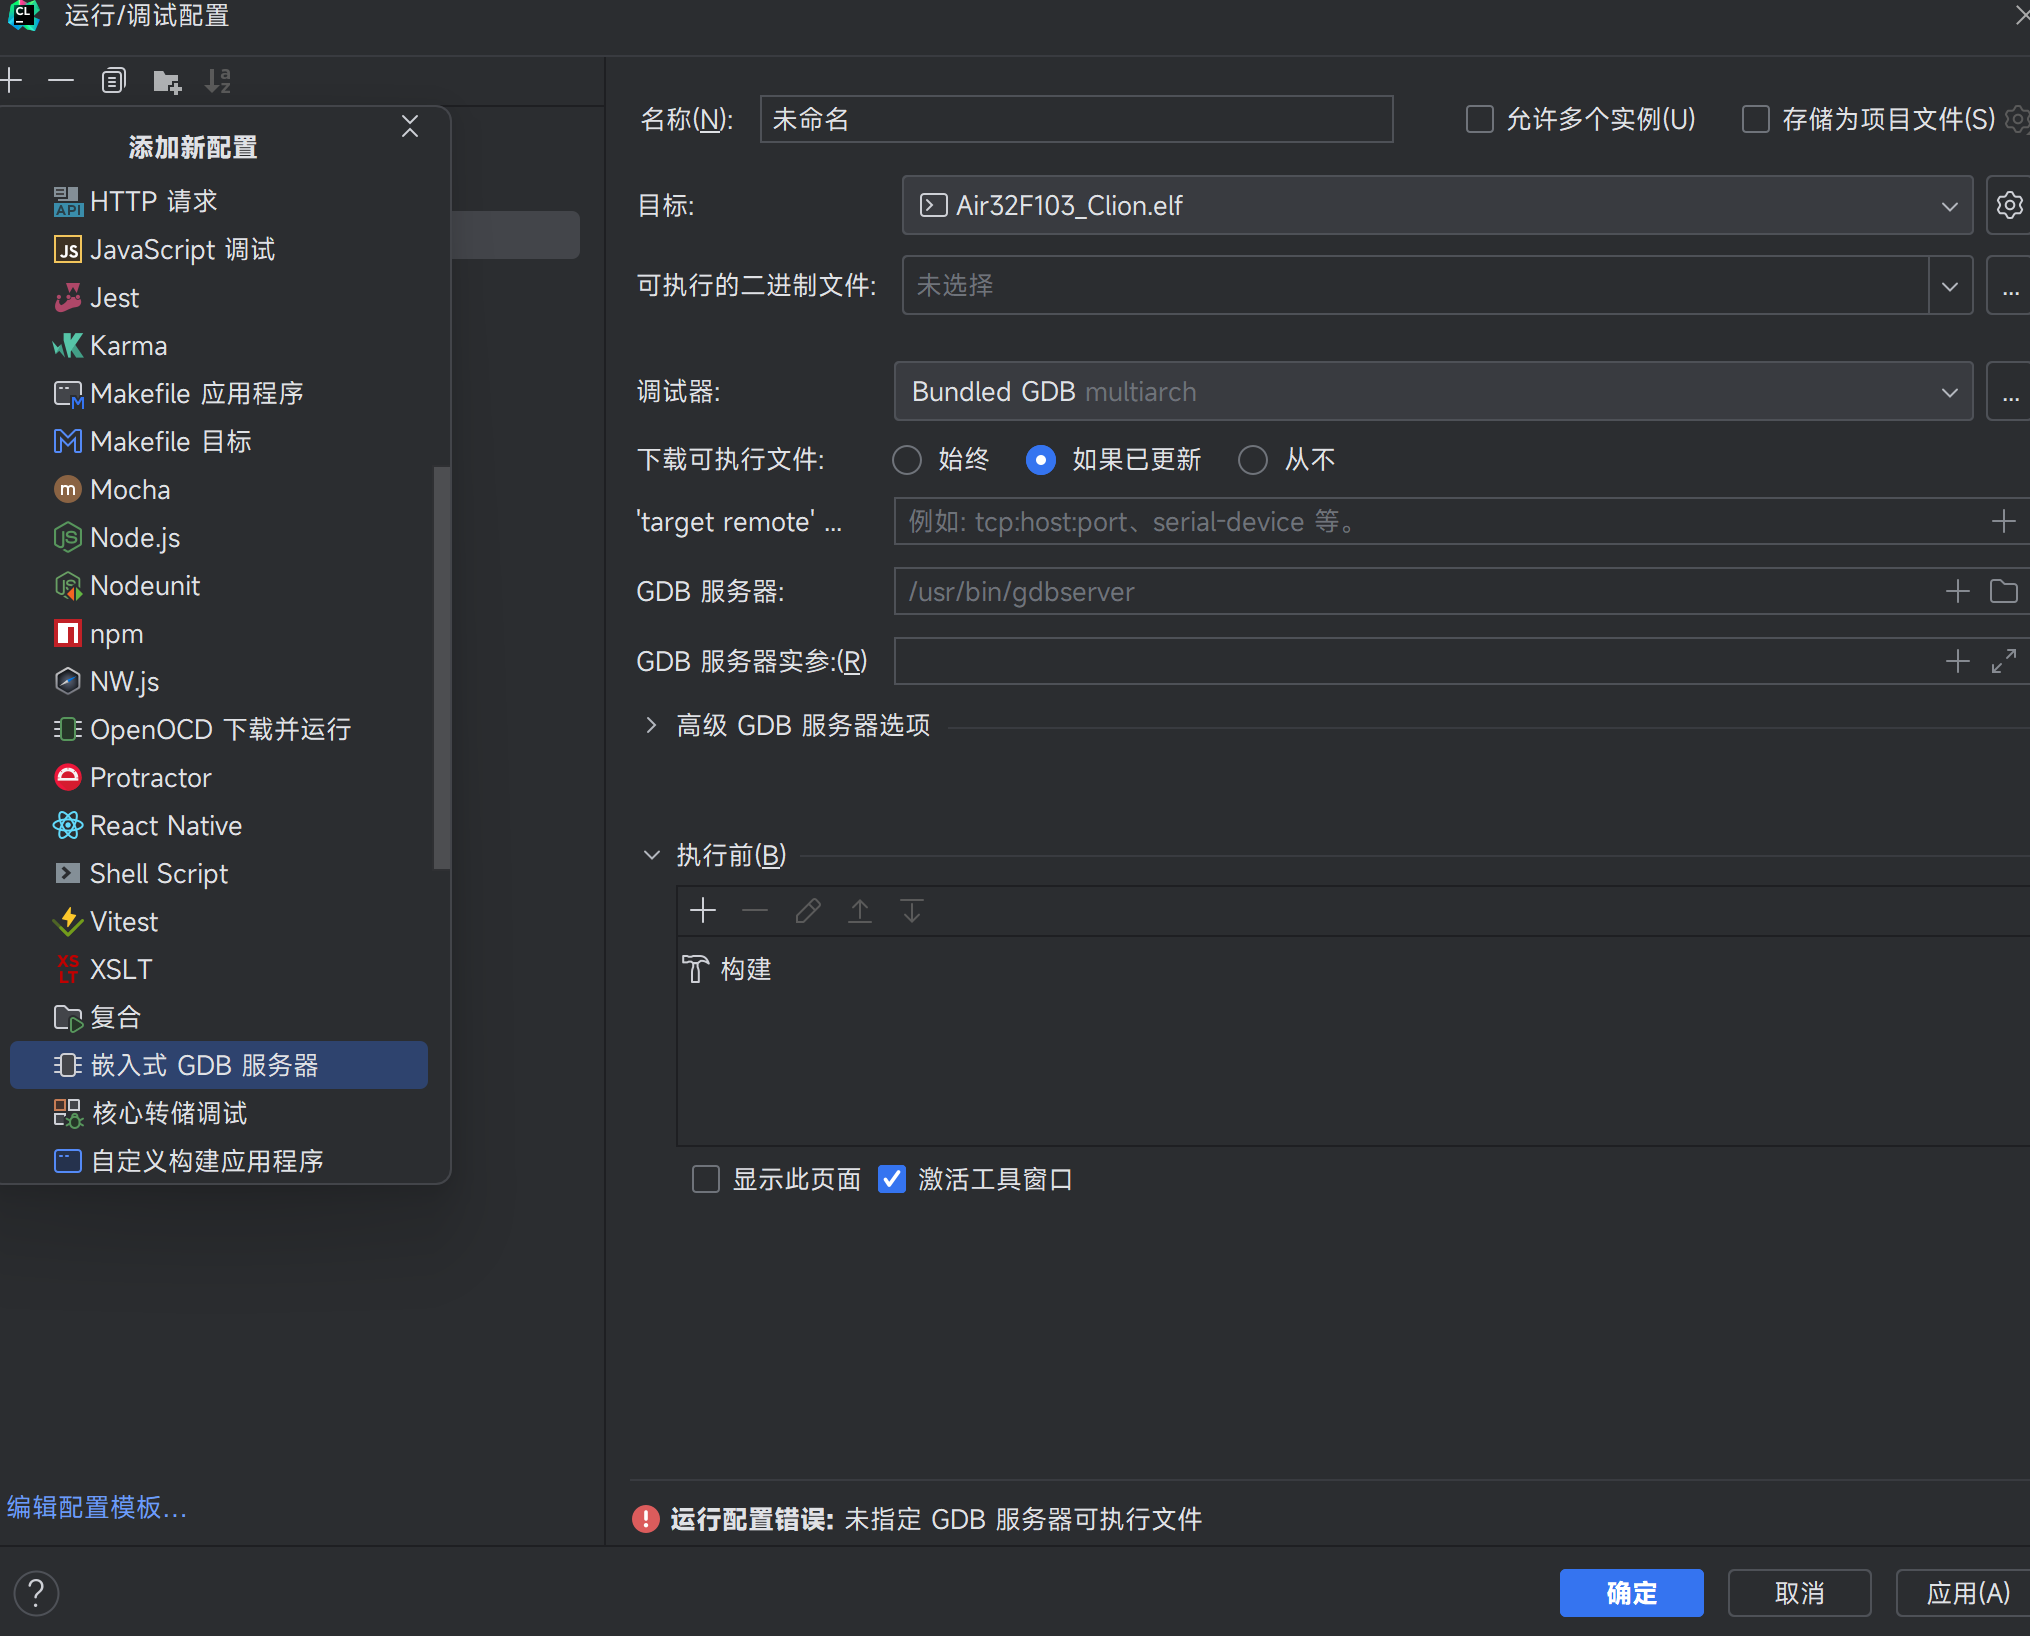 CL
运行/调试配置
添加新配置
API HTTP 请求
JS JavaScript 调试
Jest
Karma
Makefile 应用程序
Makefile 目标
m Mocha
Node.js
Nodeunit
npm
NW.js
OpenOCD 下载并运行
Protractor
React Native
Shell Script
Vitest
XSLT XSLT
复合
嵌入式 GDB 服务器
核心转储调试
自定义构建应用程序
编辑配置模板...
名称(N): 未命名 允许多个实例(U) 存储为项目文件(S)
目标: Air32F103_Clion.elf
可执行的二进制文件: 未选择 ...
调试器: Bundled GDB multiarch ...
下载可执行文件: 始终 如果已更新 从不
'target remote' ... 例如: tcp:host:port、serial-device 等。
GDB 服务器: /usr/bin/gdbserver
GDB 服务器实参:(R)
高级 GDB 服务器选项
执行前(B)
构建
显示此页面 激活工具窗口
运行配置错误: 未指定 GDB 服务器可执行文件
? 确定 取消 应用(A)